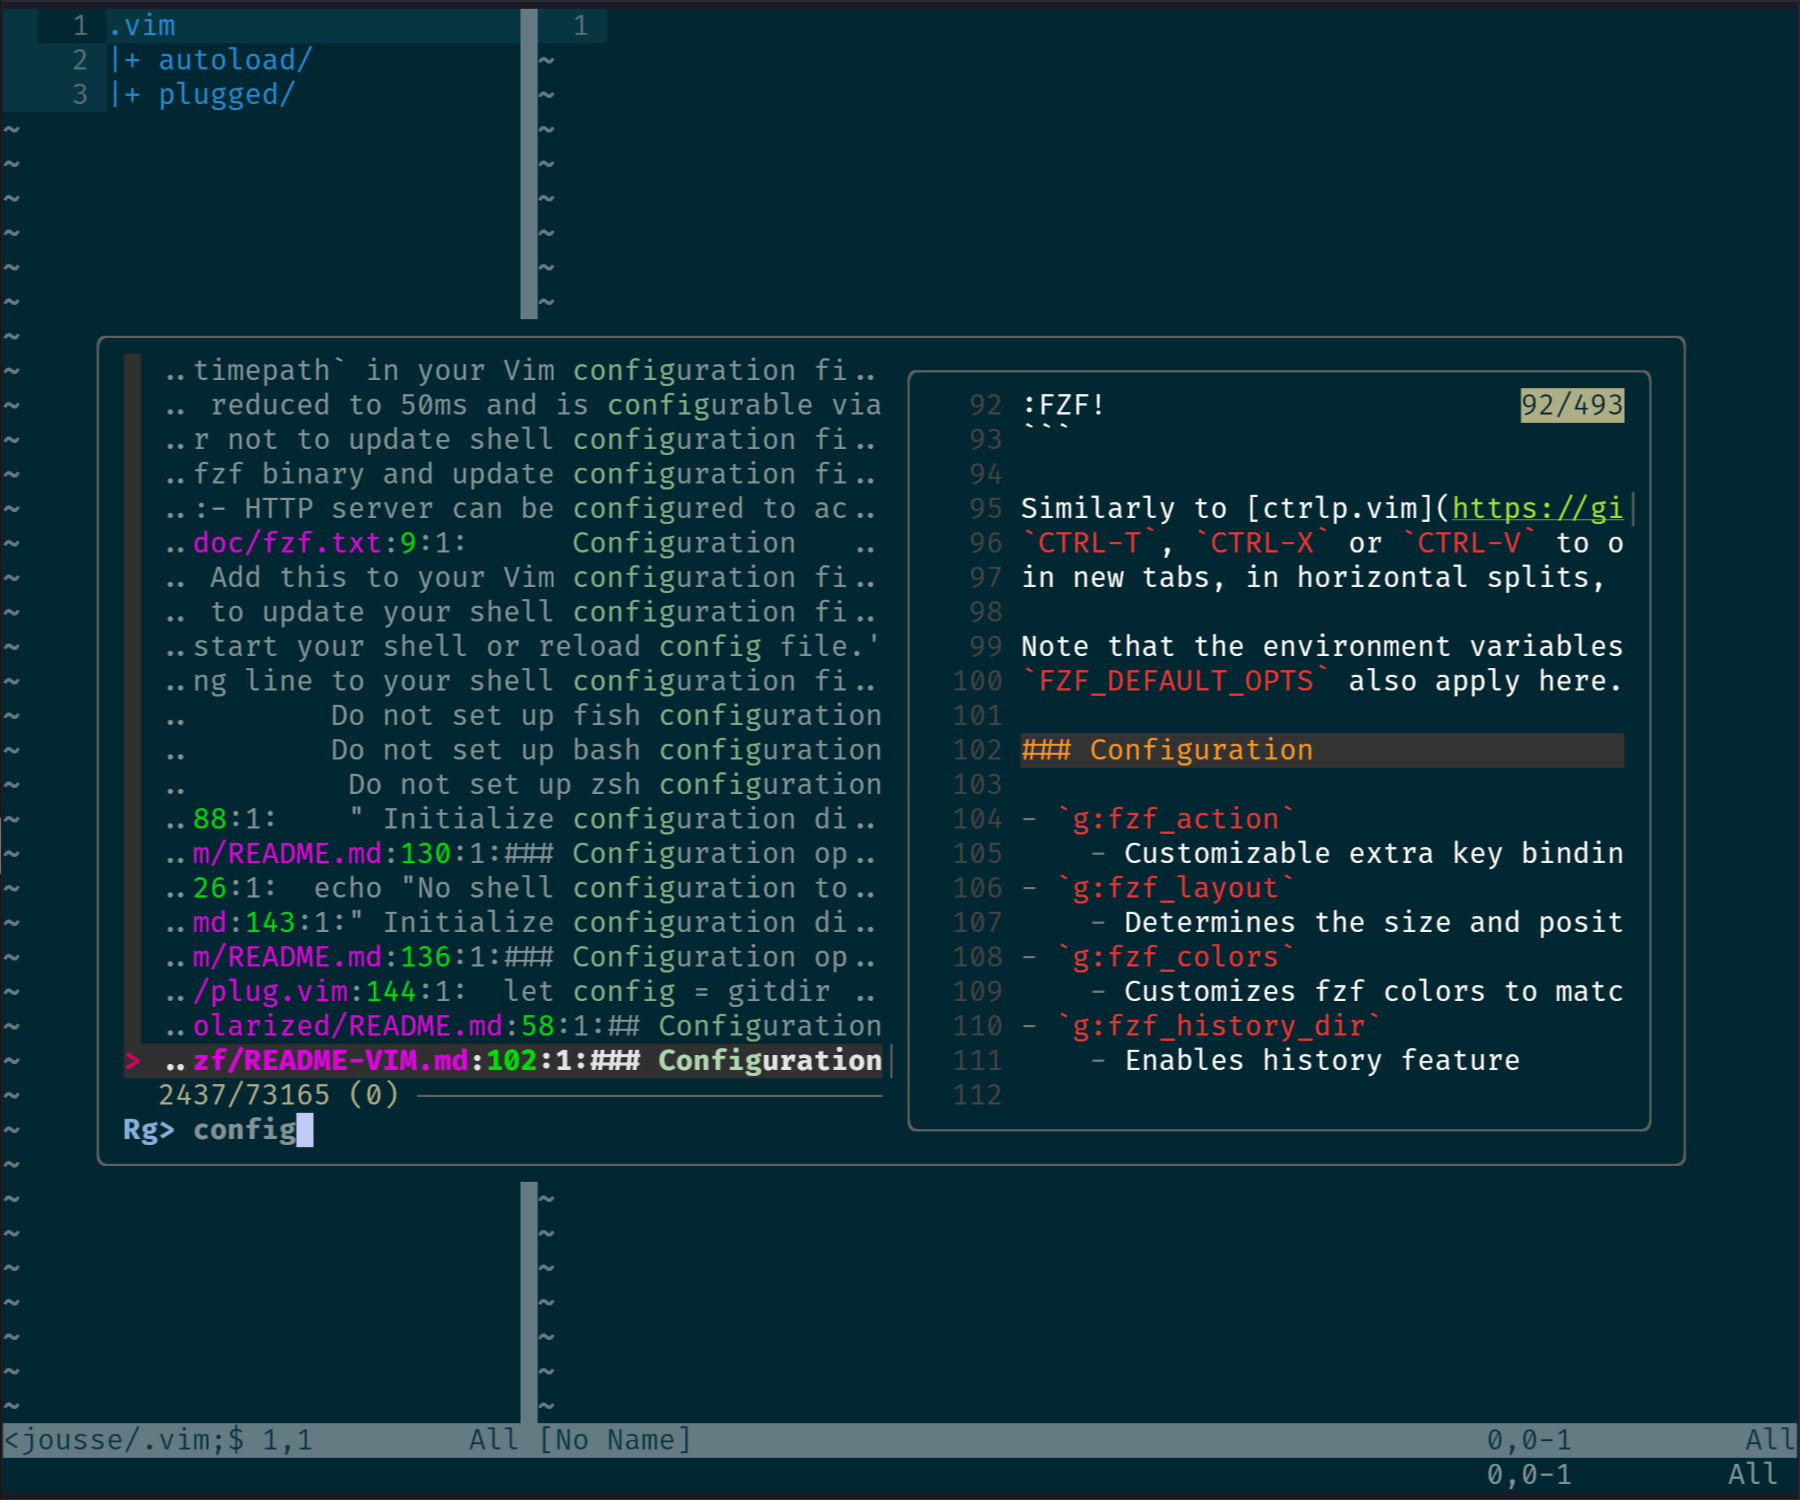 1 .vim
2 |+ autoload/
3 |+ plugged/
1
..timepath` in your Vim configuration fi..
.. reduced to 50ms and is configurable via
..r not to update shell configuration fi..
..fzf binary and update configuration fi..
..:- HTTP server can be configured to ac..
..doc/fzf.txt:9:1:      Configuration   ..
.. Add this to your Vim configuration fi..
.. to update your shell configuration fi..
..start your shell or reload config file.'
..ng line to your shell configuration fi..
..        Do not set up fish configuration
..        Do not set up bash configuration
..         Do not set up zsh configuration
..88:1:    " Initialize configuration di..
..m/README.md:130:1:### Configuration op..
..26:1:  echo "No shell configuration to..
..md:143:1:" Initialize configuration di..
..m/README.md:136:1:### Configuration op..
../plug.vim:144:1:  let config = gitdir ..
..olarized/README.md:58:1:## Configuration
> ..zf/README-VIM.md:102:1:### Configuration
2437/73165 (0)
Rg> config
92 :FZF! 92/493
93 ```
94
95 Similarly to [ctrlp.vim](https://gi
96 `CTRL-T`, `CTRL-X` or `CTRL-V` to o
97 in new tabs, in horizontal splits,
98
99 Note that the environment variables
100 `FZF_DEFAULT_OPTS` also apply here.
101
102 ### Configuration
103
104 - `g:fzf_action`
105     - Customizable extra key bindin
106 - `g:fzf_layout`
107     - Determines the size and posit
108 - `g:fzf_colors`
109     - Customizes fzf colors to matc
110 - `g:fzf_history_dir`
111     - Enables history feature
112
<jousse/.vim;$ 1,1         All [No Name]                                              0,0-1          All
0,0-1         All